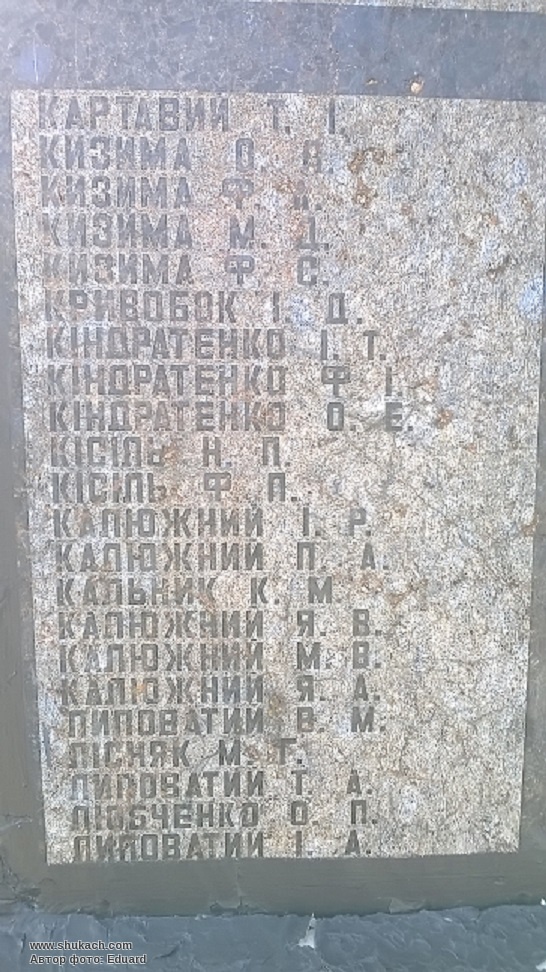 КАРТАВИЙ Т. І.
КИЗИМА О. Я.
КИЗИМА Ф.
КИЗИМА М. Д.
КИЗИМА Ф. С.
КРИВОБОК І. Д.
КІНДРАТЕНКО І. Т.
КІНДРАТЕНКО Ф. І.
КІНДРАТЕНКО О. Е.
КІСІЛЬ Н. П.
КІСІЛЬ Ф. П.
КАЛЮЖНИЙ І. Р.
КАЛЮЖНИЙ П. А.
КАЛЬНИК К. М
КАЛЮЖНИЙ Я. В.
КАЛЮЖНИЙ М. В.
КАЛЮЖНИЙ Я. А.
ЛИПОВАТИЙ В. М.
ЛІСНЯК М. Г.
ЛИПОВАТИЙ Т. А.
ЛЮБЧЕНКО О. П.
ЛИПОВАТИЙ І. А.
www.shukach.com
Автор фото: Eduard